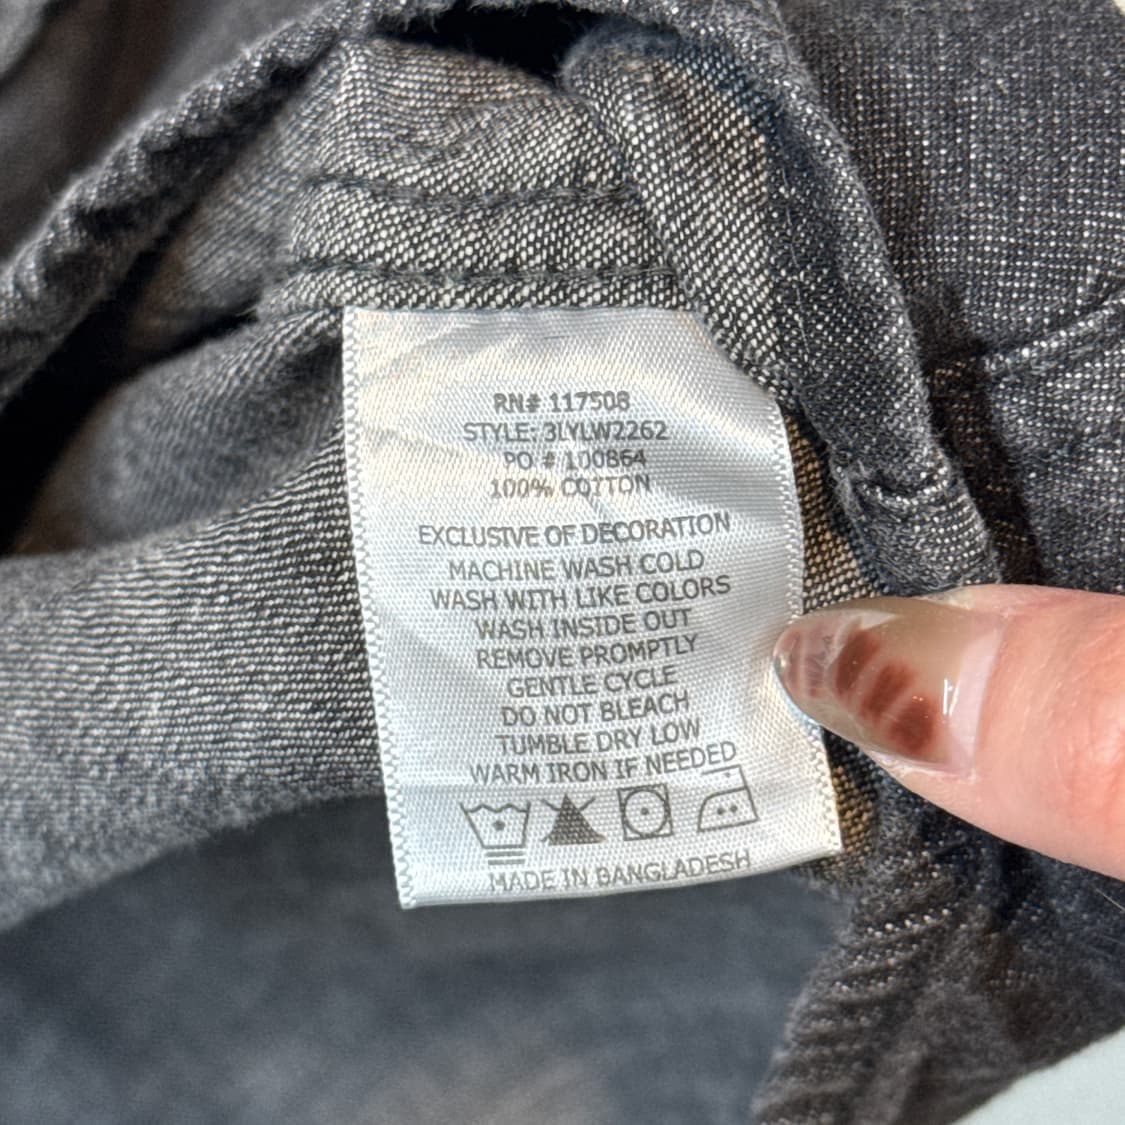 RN# 117508
STYLE: 3LYLW2262
PO # 100864
100% COTTON
EXCLUSIVE OF DECORATION
MACHINE WASH COLD
WASH WITH LIKE COLORS
WASH INSIDE OUT
REMOVE PROMPTLY
GENTLE CYCLE
DO NOT BLEACH
TUMBLE DRY LOW
WARM IRON IF NEEDED
MADE IN BANGLADESH